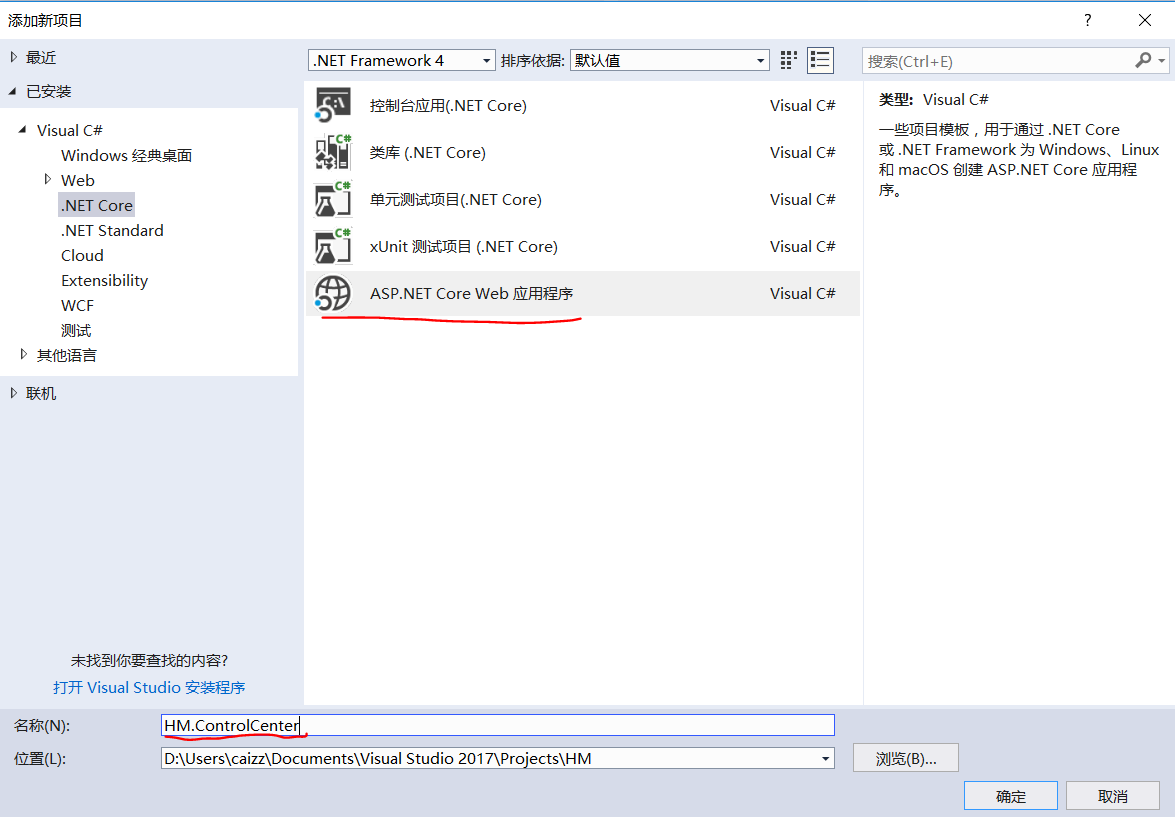 添加新项目
?
最近
已安装
Visual C#
Windows 经典桌面
Web
.NET Core
.NET Standard
Cloud
Extensibility
WCF
测试
其他语言
联机
未找到你要查找的内容?
打开 Visual Studio 安装程序
.NET Framework 4 排序依据: 默认值
控制台应用(.NET Core) Visual C#
类库 (.NET Core) Visual C#
单元测试项目(.NET Core) Visual C#
xUnit 测试项目 (.NET Core) Visual C#
ASP.NET Core Web 应用程序 Visual C#
搜索(Ctrl+E)
类型: Visual C#
一些项目模板，用于通过 .NET Core
或 .NET Framework 为 Windows、Linux
和 macOS 创建 ASP.NET Core 应用程
序。
名称(N): HM.ControlCenter
位置(L): D:\Users\caizz\Documents\Visual Studio 2017\Projects\HM 浏览(B)...
确定 取消